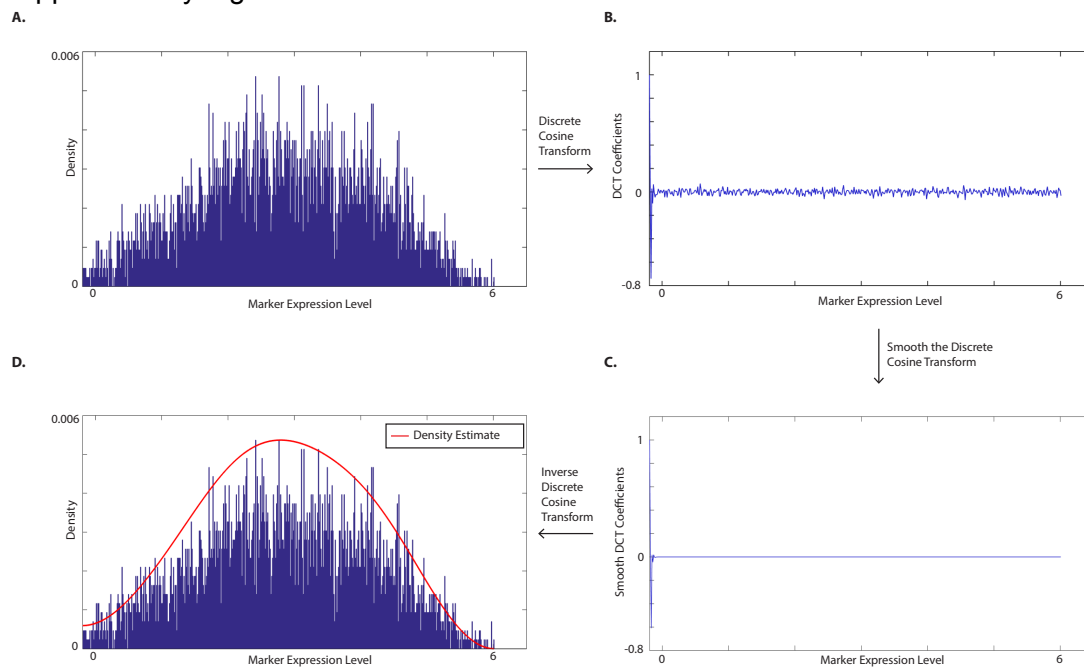 A.
0.006
Density
0
0
6
Marker Expression Level
Discrete
Cosine
Transform
B.
1
DCT Coefficients
0
-0.8
0
6
Marker Expression Level
Smooth the Discrete
Cosine Transform
D.
0.006
Density Estimate
Density
0
0
6
Marker Expression Level
Inverse
Discrete
Cosine
Transform
C.
1
Smooth DCT Coefficients
0
-0.8
0
6
Marker Expression Level